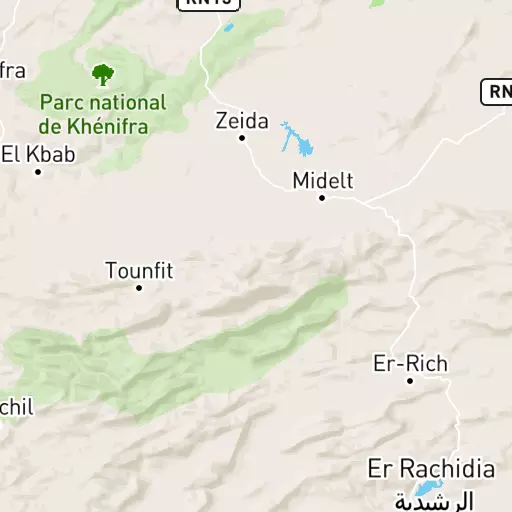 RN13
fra
Parc national
de Khénifra
RN
Zeida
El Kbab
Midelt
Tounfit
Er-Rich
chil
Er Rachidia
الرشيدية